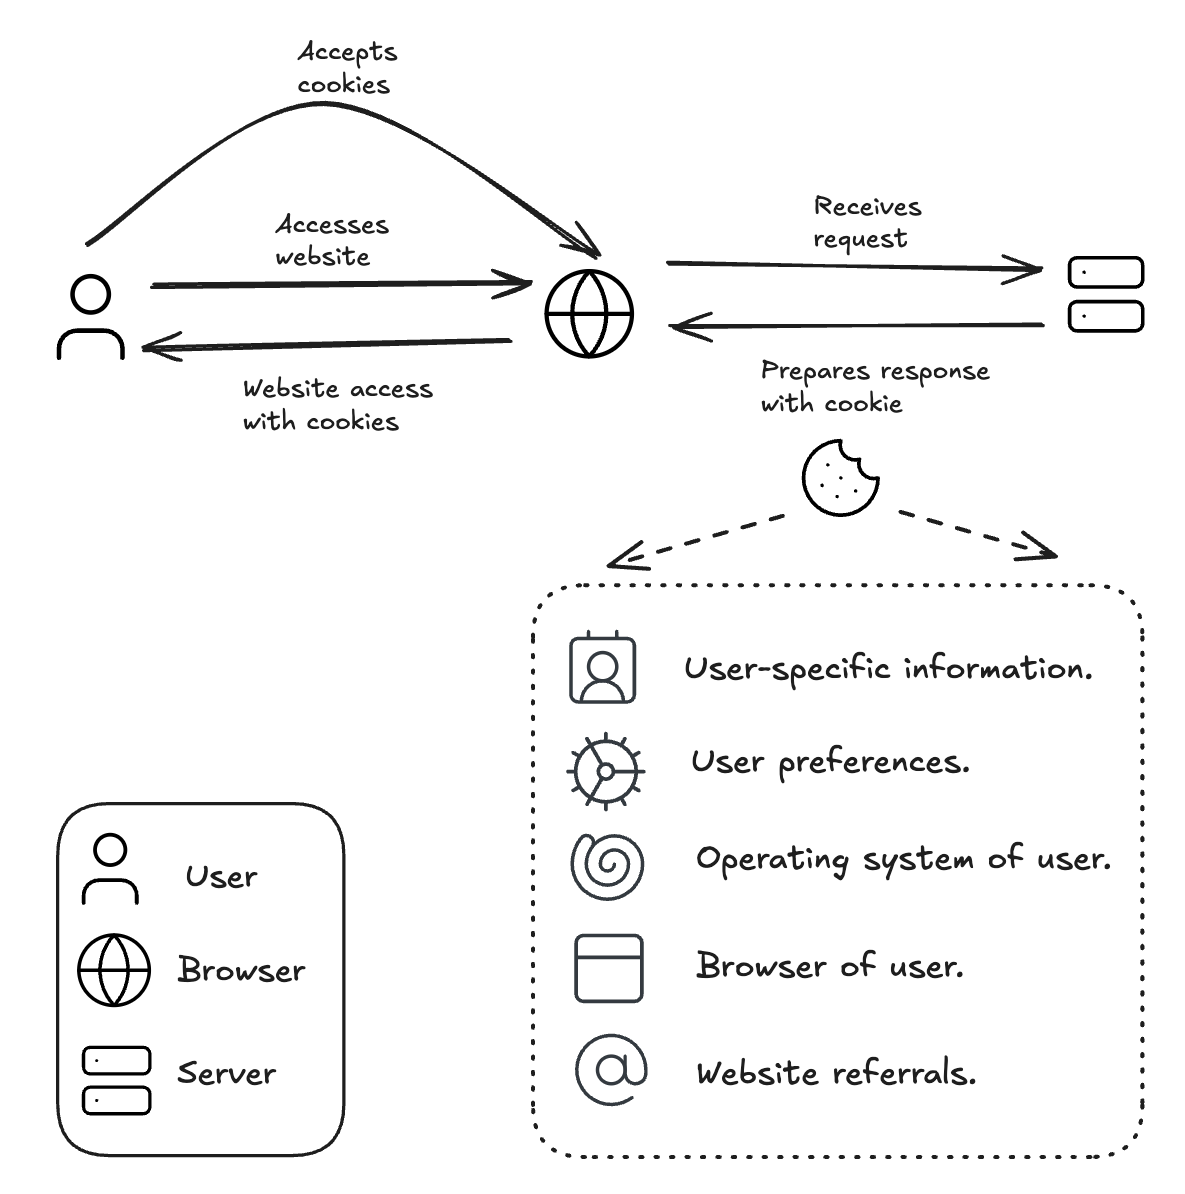 Accepts
cookies
Accesses
website
Receives
request
Website access
with cookies
Prepares response
with cookie
User-specific information.
User preferences.
Operating system of user.
Browser of user.
Website referrals.
User
Browser
Server